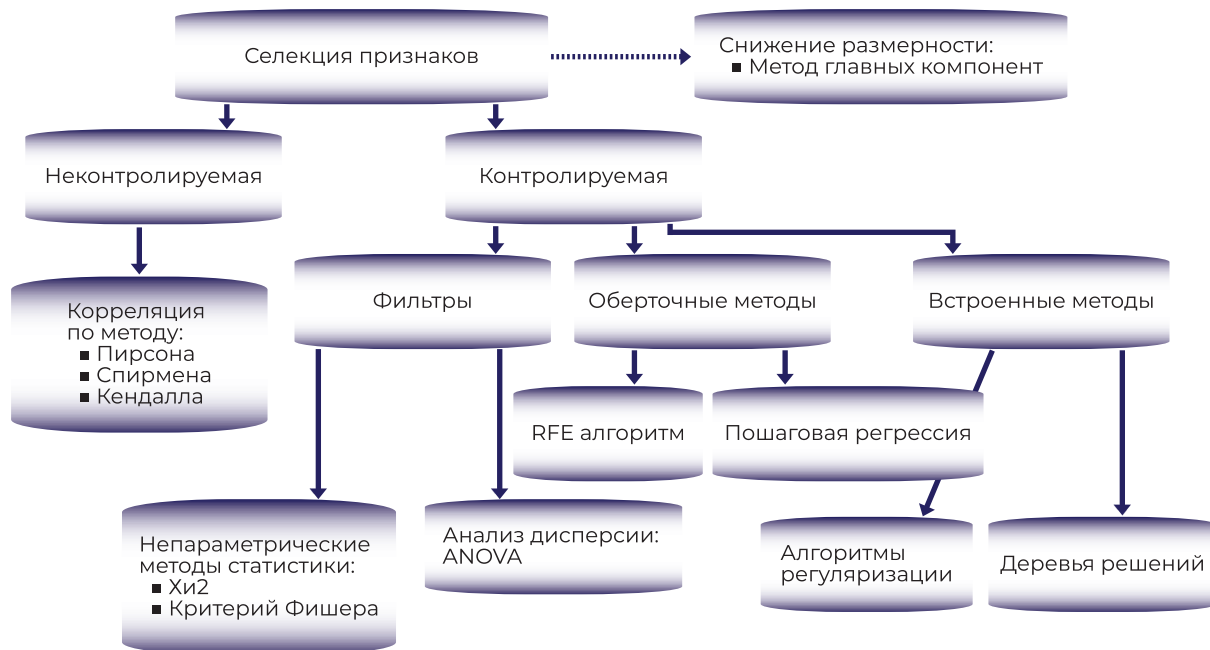 Селекция признаков
Снижение размерности:
▪ Метод главных компонент
Неконтролируемая
Контролируемая
Корреляция
по методу:
▪ Пирсона
▪ Спирмена
▪ Кендалла
Фильтры
Оберточные методы
Встроенные методы
RFE алгоритм
Пошаговая регрессия
Непараметрические
методы статистики:
▪ Хи2
▪ Критерий Фишера
Анализ дисперсии:
ANOVA
Алгоритмы
регуляризации
Деревья решений